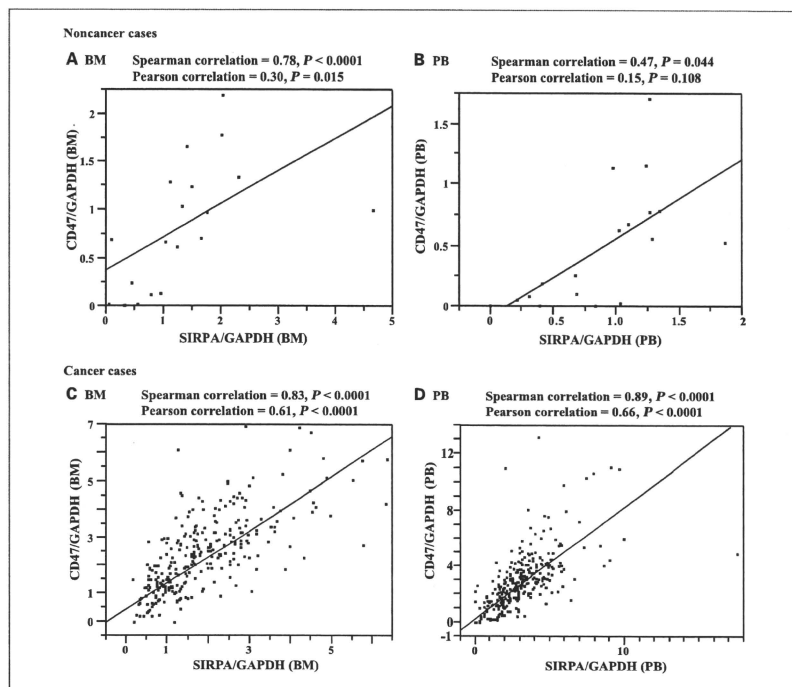 Noncancer cases
A BM
Spearman correlation = 0.78, P < 0.0001
Pearson correlation = 0.30, P = 0.015
B PB
Spearman correlation = 0.47, P = 0.044
Pearson correlation = 0.15, P = 0.108
CD47/GAPDH (BM)
2
1.5
1
0.5
0
0
1
2
3
4
5
SIRPA/GAPDH (BM)
CD47/GAPDH (PB)
1.5
1
0.5
0
0
0.5
1.0
1.5
2
SIRPA/GAPDH (PB)
Cancer cases
C BM
Spearman correlation = 0.83, P < 0.0001
Pearson correlation = 0.61, P < 0.0001
D PB
Spearman correlation = 0.89, P < 0.0001
Pearson correlation = 0.66, P < 0.0001
CD47/GAPDH (BM)
7
5
3
2
1
0
0
1
3
5
SIRPA/GAPDH (BM)
CD47/GAPDH (PB)
12
8
4
2
0
-1
0
5
10
SIRPA/GAPDH (PB)